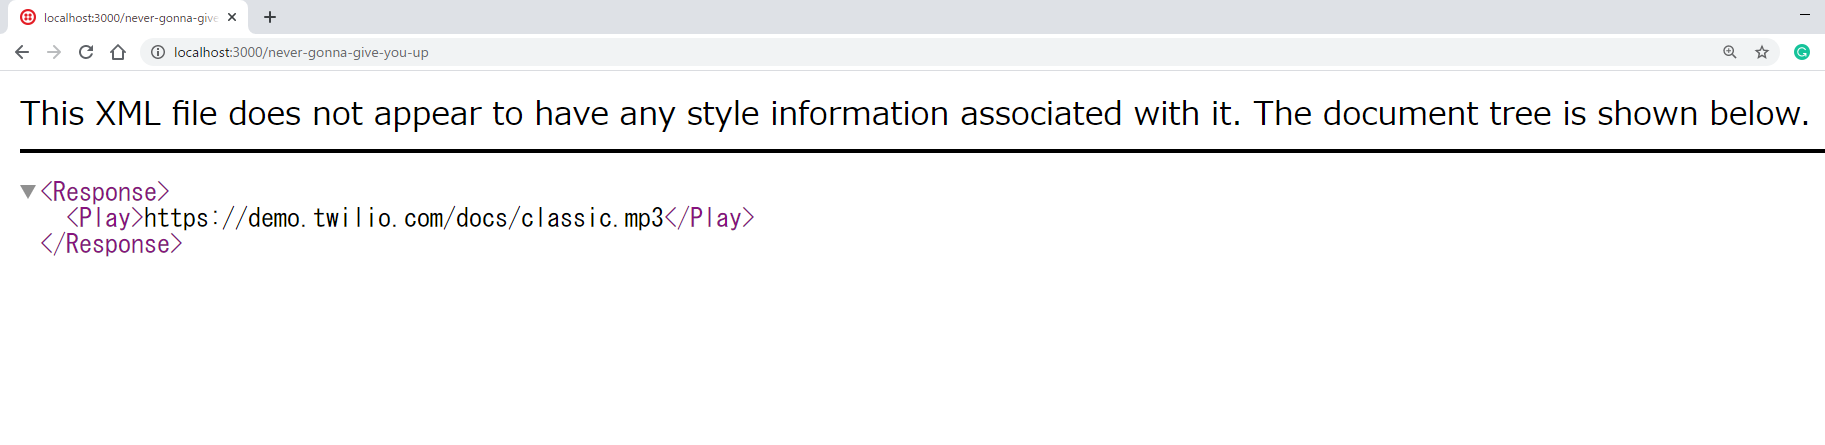 localhost:3000/never-gonna-give
localhost:3000/never-gonna-give-you-up
This XML file does not appear to have any style information associated with it. The document tree is shown below.
▼<Response>
<Play>https://demo.twilio.com/docs/classic.mp3</Play>
</Response>